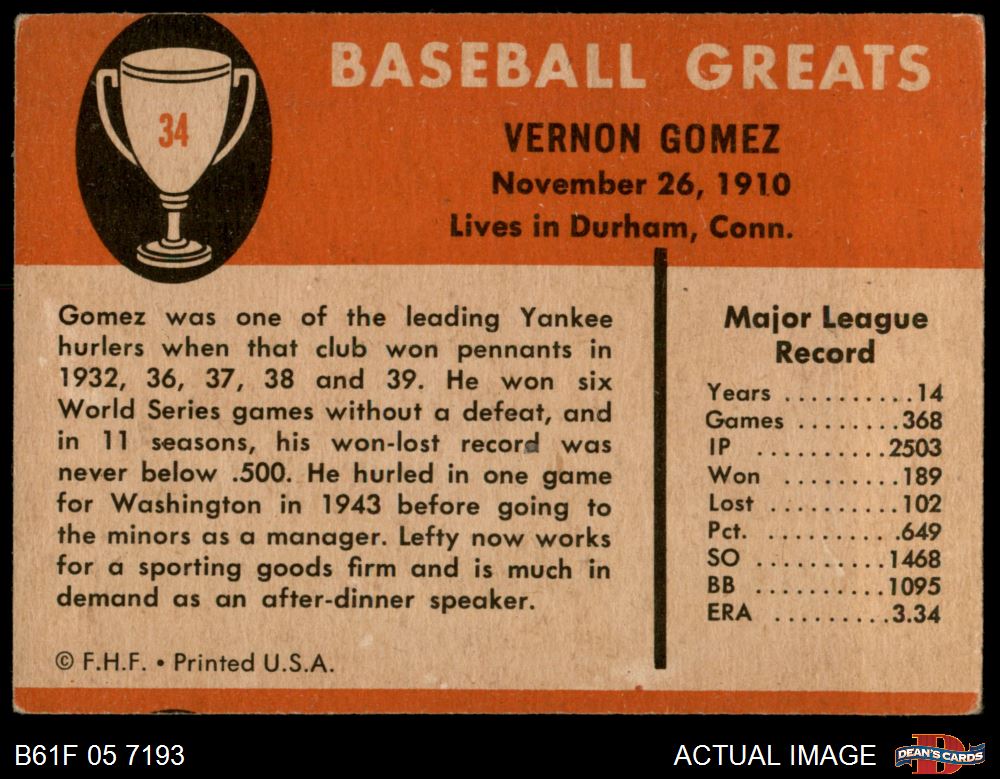 34
BASEBALL GREATS
VERNON GOMEZ
November 26, 1910
Lives in Durham, Conn.
Gomez was one of the leading Yankee
hurlers when that club won pennants in
1932, 36, 37, 38 and 39. He won six
World Series games without a defeat, and
in 11 seasons, his won-lost record was
never below .500. He hurled in one game
for Washington in 1943 before going to
the minors as a manager. Lefty now works
for a sporting goods firm and is much in
demand as an after-dinner speaker.
© F.H.F. • Printed U.S.A.
Major League
Record
Years ..........14
Games ........368
IP ..........2503
Won .........189
Lost ..........102
Pct. ..........649
SO ..........1468
BB ..........1095
ERA .........3.34
B61F 05 7193
ACTUAL IMAGE
D
DEAN'S CARDS